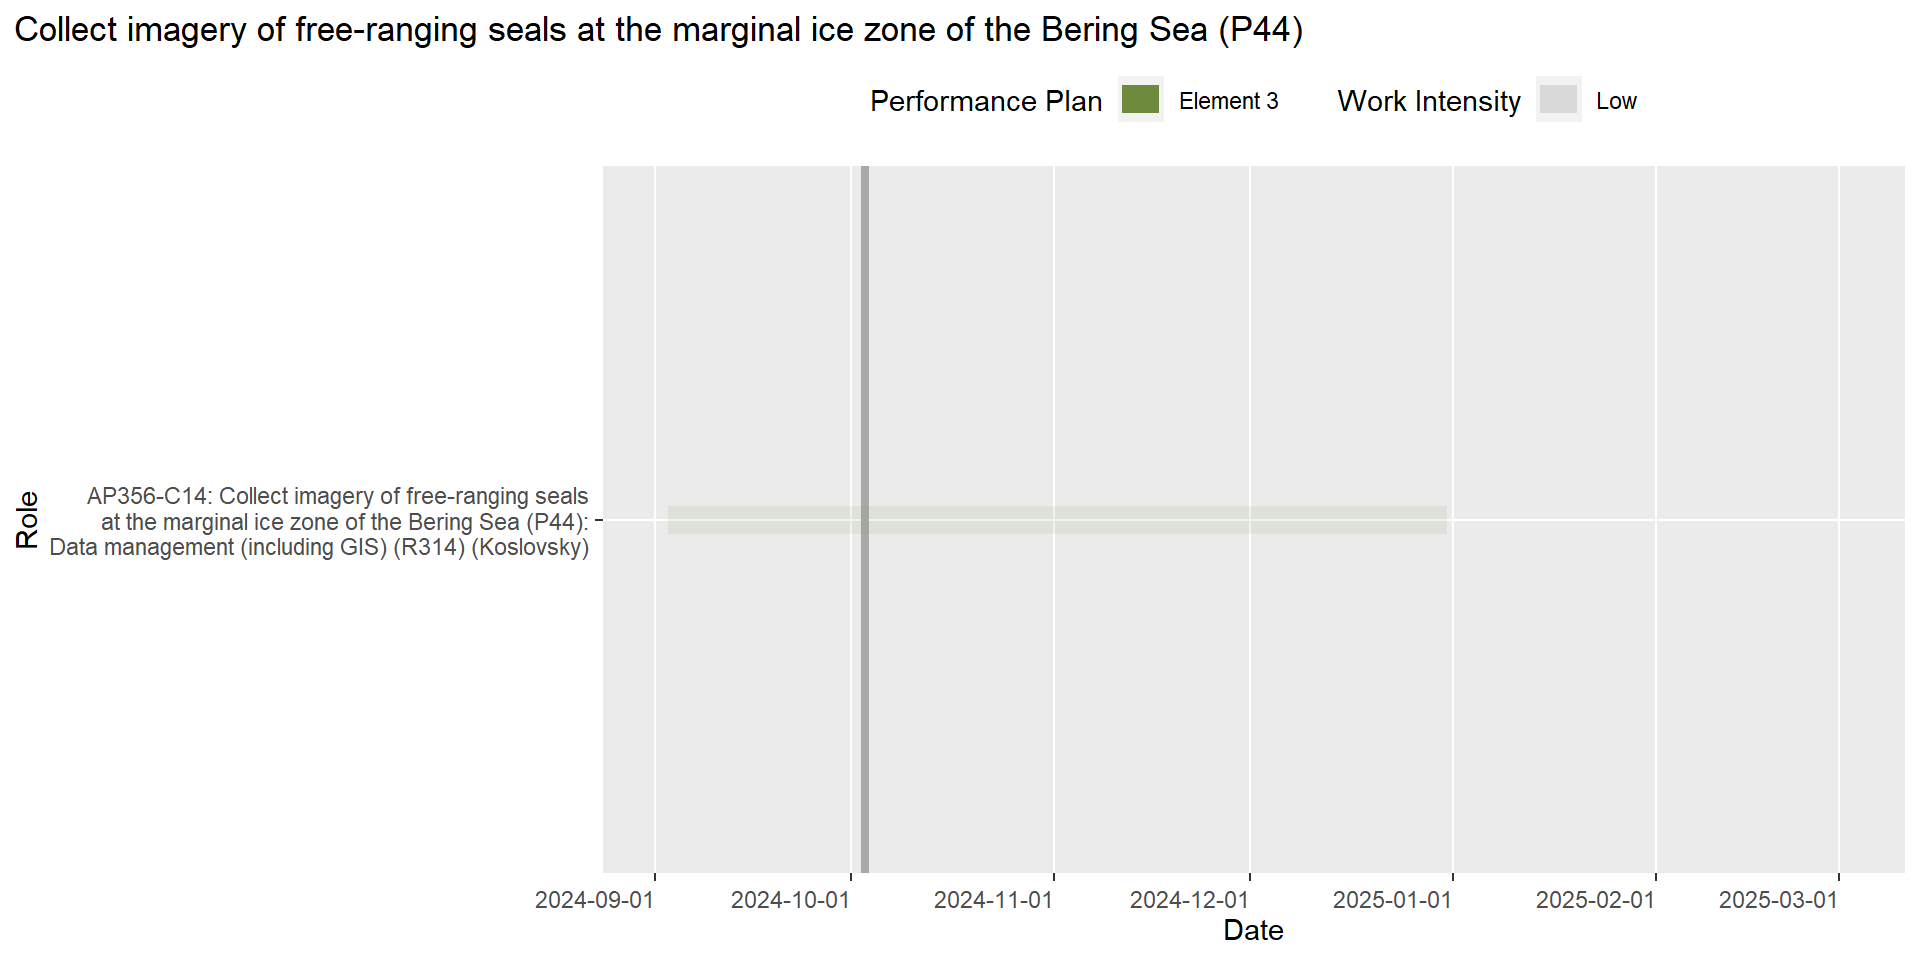 Collect imagery of free-ranging seals at the marginal ice zone of the Bering Sea (P44)
Performance Plan Element 3 Work Intensity Low
Role
AP356-C14: Collect imagery of free-ranging seals
at the marginal ice zone of the Bering Sea (P44):
Data management (including GIS) (R314) (Koslovsky)
2024-09-01 2024-10-01 2024-11-01 2024-12-01 2025-01-01 2025-02-01 2025-03-01
Date